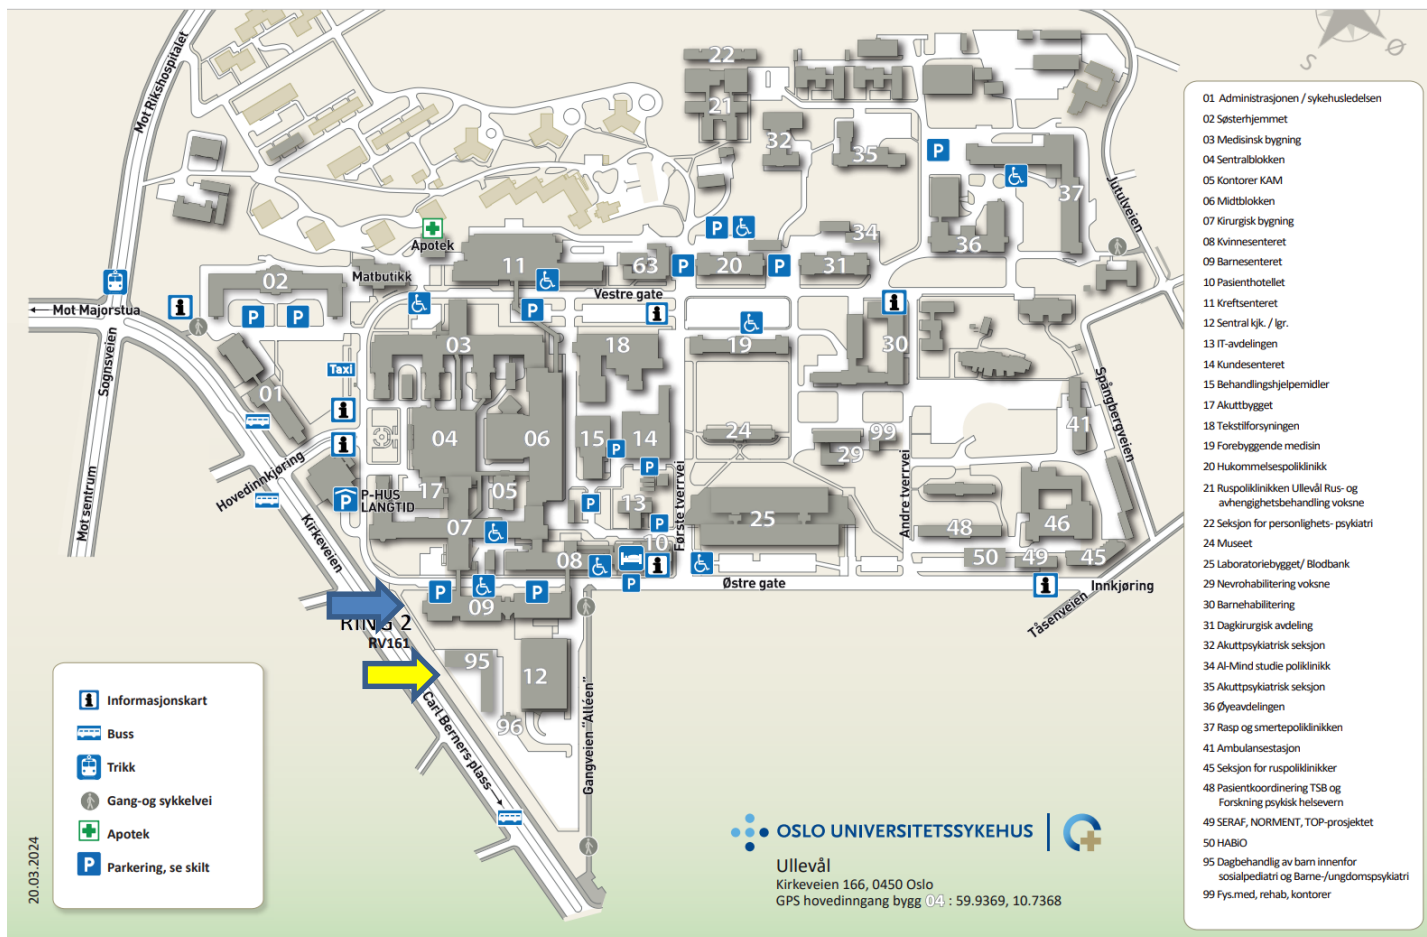 S
Ø
Mot Rikshospitalet
22
21
32
35
P
37
Jutulveien
Apotek
P
34
36
02
Matbutikk
11
63
P
20
P
31
Mot Majorstua
P
P
P
Vestre gate
Sognsveien
03
18
19
30
Taxi
01
04
06
15
14
24
29
99
41
Spångbergveien
P
P
Hovedinnkjøring
P
P-HUS
LANGTID
17
05
P
13
P
Første tverrvei
25
Andre tverrvei
48
46
Mot sentrum
Kirkeveien
07
08
10
50
49
45
P
P
P
Østre gate
Innkjøring
Tåsenveien
09
RING 2
RV161
95
12
96
Carl Berners plass
Gangveien "Alléen"
Informasjonskart
Buss
Trikk
Gang-og sykkelvei
Apotek
P Parkering, se skilt
20.03.2024
OSLO UNIVERSITETSSYKEHUS
Ullevål
Kirkeveien 166, 0450 Oslo
GPS hovedinngang bygg 04 : 59.9369, 10.7368
01 Administrasjonen / sykehusledelsen
02 Søsterhjemmet
03 Medisinsk bygning
04 Sentralblokken
05 Kontorer KAM
06 Midtblokken
07 Kirurgisk bygning
08 Kvinnesenteret
09 Barnesenteret
10 Pasienthotellet
11 Kreftsenteret
12 Sentral kjk. / lgr.
13 IT-avdelingen
14 Kundesenteret
15 Behandlingshjelpemidler
17 Akuttbygget
18 Tekstilforsyningen
19 Forebyggende medisin
20 Hukommelsespoliklinikk
21 Ruspoliklinikken Ullevål Rus- og
avhengighetsbehandling voksne
22 Seksjon for personlighets- psykiatri
24 Museet
25 Laboratoriebygget/ Blodbank
29 Nevrohabilitering voksne
30 Barnehabilitering
31 Dagkirurgisk avdeling
32 Akuttpsykiatrisk seksjon
34 AI-Mind studie poliklinikk
35 Akuttpsykiatrisk seksjon
36 Øyeavdelingen
37 Rasp og smertepoliklinikken
41 Ambulansestasjon
45 Seksjon for ruspoliklinikker
48 Pasientkoordinering TSB og
Forskning psykisk helsevern
49 SERAF, NORMENT, TOP-prosjektet
50 HABiO
95 Dagbehandlig av barn innenfor
sosialpediatri og Barne-/ungdomspsykiatri
99 Fys.med, rehab, kontorer